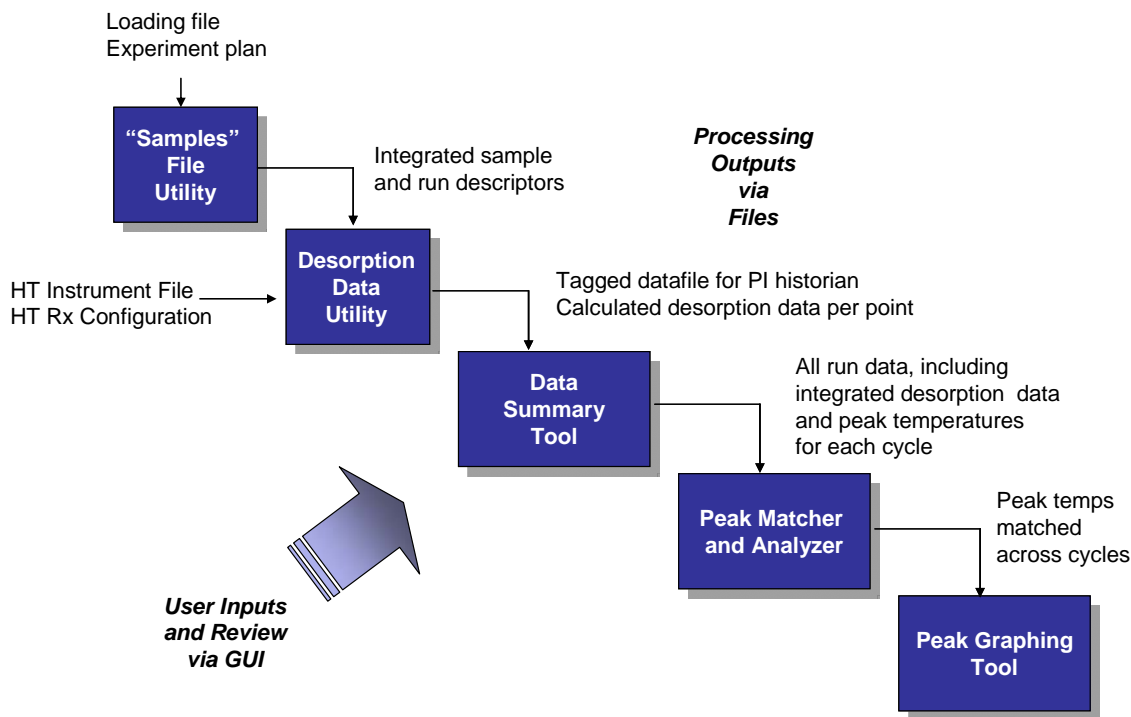 Loading file
Experiment plan
“Samples”
File
Utility
Integrated sample
and run descriptors
Processing
Outputs
via
Files
HT Instrument File
HT Rx Configuration
Desorption
Data
Utility
Tagged datafile for PI historian
Calculated desorption data per point
Data
Summary
Tool
All run data, including
integrated desorption data
and peak temperatures
for each cycle
Peak Matcher
and Analyzer
Peak temps
matched
across cycles
User Inputs
and Review
via GUI
Peak Graphing
Tool